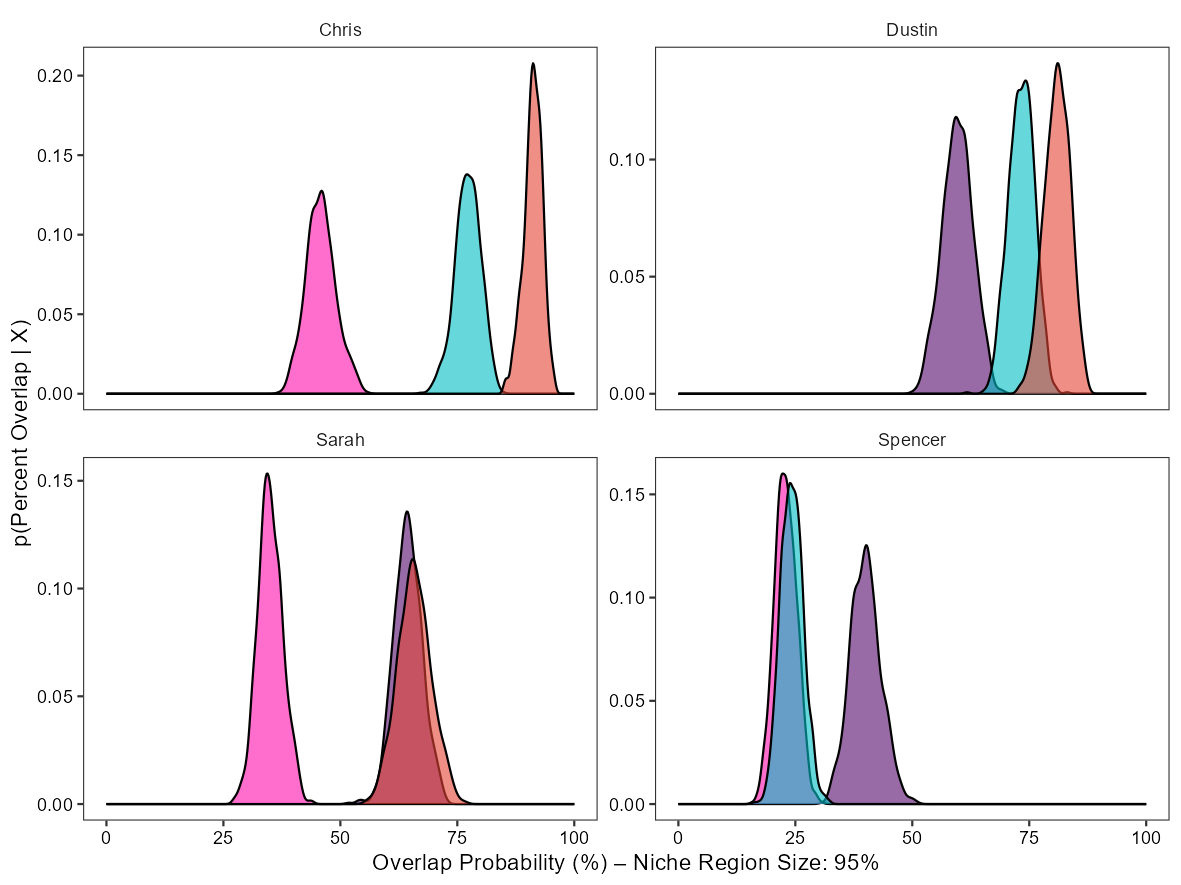 Chris
Dustin
0.20
0.15
0.10
0.05
0.00
0.10
0.05
0.00
p(Percent Overlap | X)
Sarah
Spencer
0.15
0.10
0.05
0.00
0.15
0.10
0.05
0.00
0 25 50 75 100
0 25 50 75 100
Overlap Probability (%) – Niche Region Size: 95%